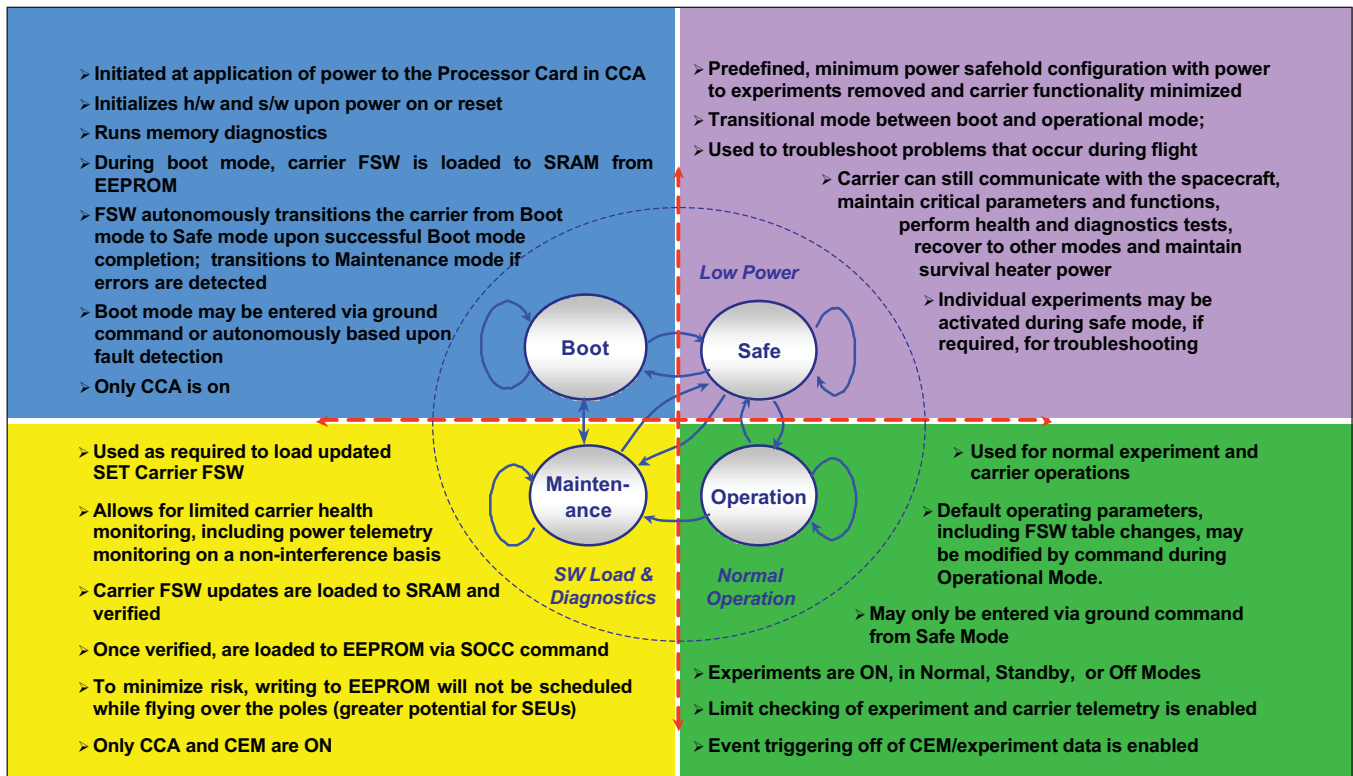 ➢ Initiated at application of power to the Processor Card in CCA
➢ Initializes h/w and s/w upon power on or reset
➢ Runs memory diagnostics
➢ During boot mode, carrier FSW is loaded to SRAM from
EEPROM
➢ FSW autonomously transitions the carrier from Boot
mode to Safe mode upon successful Boot mode
completion; transitions to Maintenance mode if
errors are detected
➢ Boot mode may be entered via ground
command or autonomously based upon
fault detection
➢ Only CCA is on
➢ Predefined, minimum power safehold configuration with power
to experiments removed and carrier functionality minimized
➢ Transitional mode between boot and operational mode;
➢ Used to troubleshoot problems that occur during flight
➢ Carrier can still communicate with the spacecraft,
maintain critical parameters and functions,
perform health and diagnostics tests,
recover to other modes and maintain
survival heater power
➢ Individual experiments may be
activated during safe mode, if
required, for troubleshooting
Low Power
Boot
Safe
Mainten-
ance
Operation
SW Load &
Diagnostics
Normal
Operation
➢ Used as required to load updated
SET Carrier FSW
➢ Allows for limited carrier health
monitoring, including power telemetry
monitoring on a non-interference basis
➢ Carrier FSW updates are loaded to SRAM and
verified
➢ Once verified, are loaded to EEPROM via SOCC command
➢ To minimize risk, writing to EEPROM will not be scheduled
while flying over the poles (greater potential for SEUs)
➢ Only CCA and CEM are ON
➢ Used for normal experiment and
carrier operations
➢ Default operating parameters,
including FSW table changes, may
be modified by command during
Operational Mode.
➢ May only be entered via ground command
from Safe Mode
➢ Experiments are ON, in Normal, Standby, or Off Modes
➢ Limit checking of experiment and carrier telemetry is enabled
➢ Event triggering off of CEM/experiment data is enabled